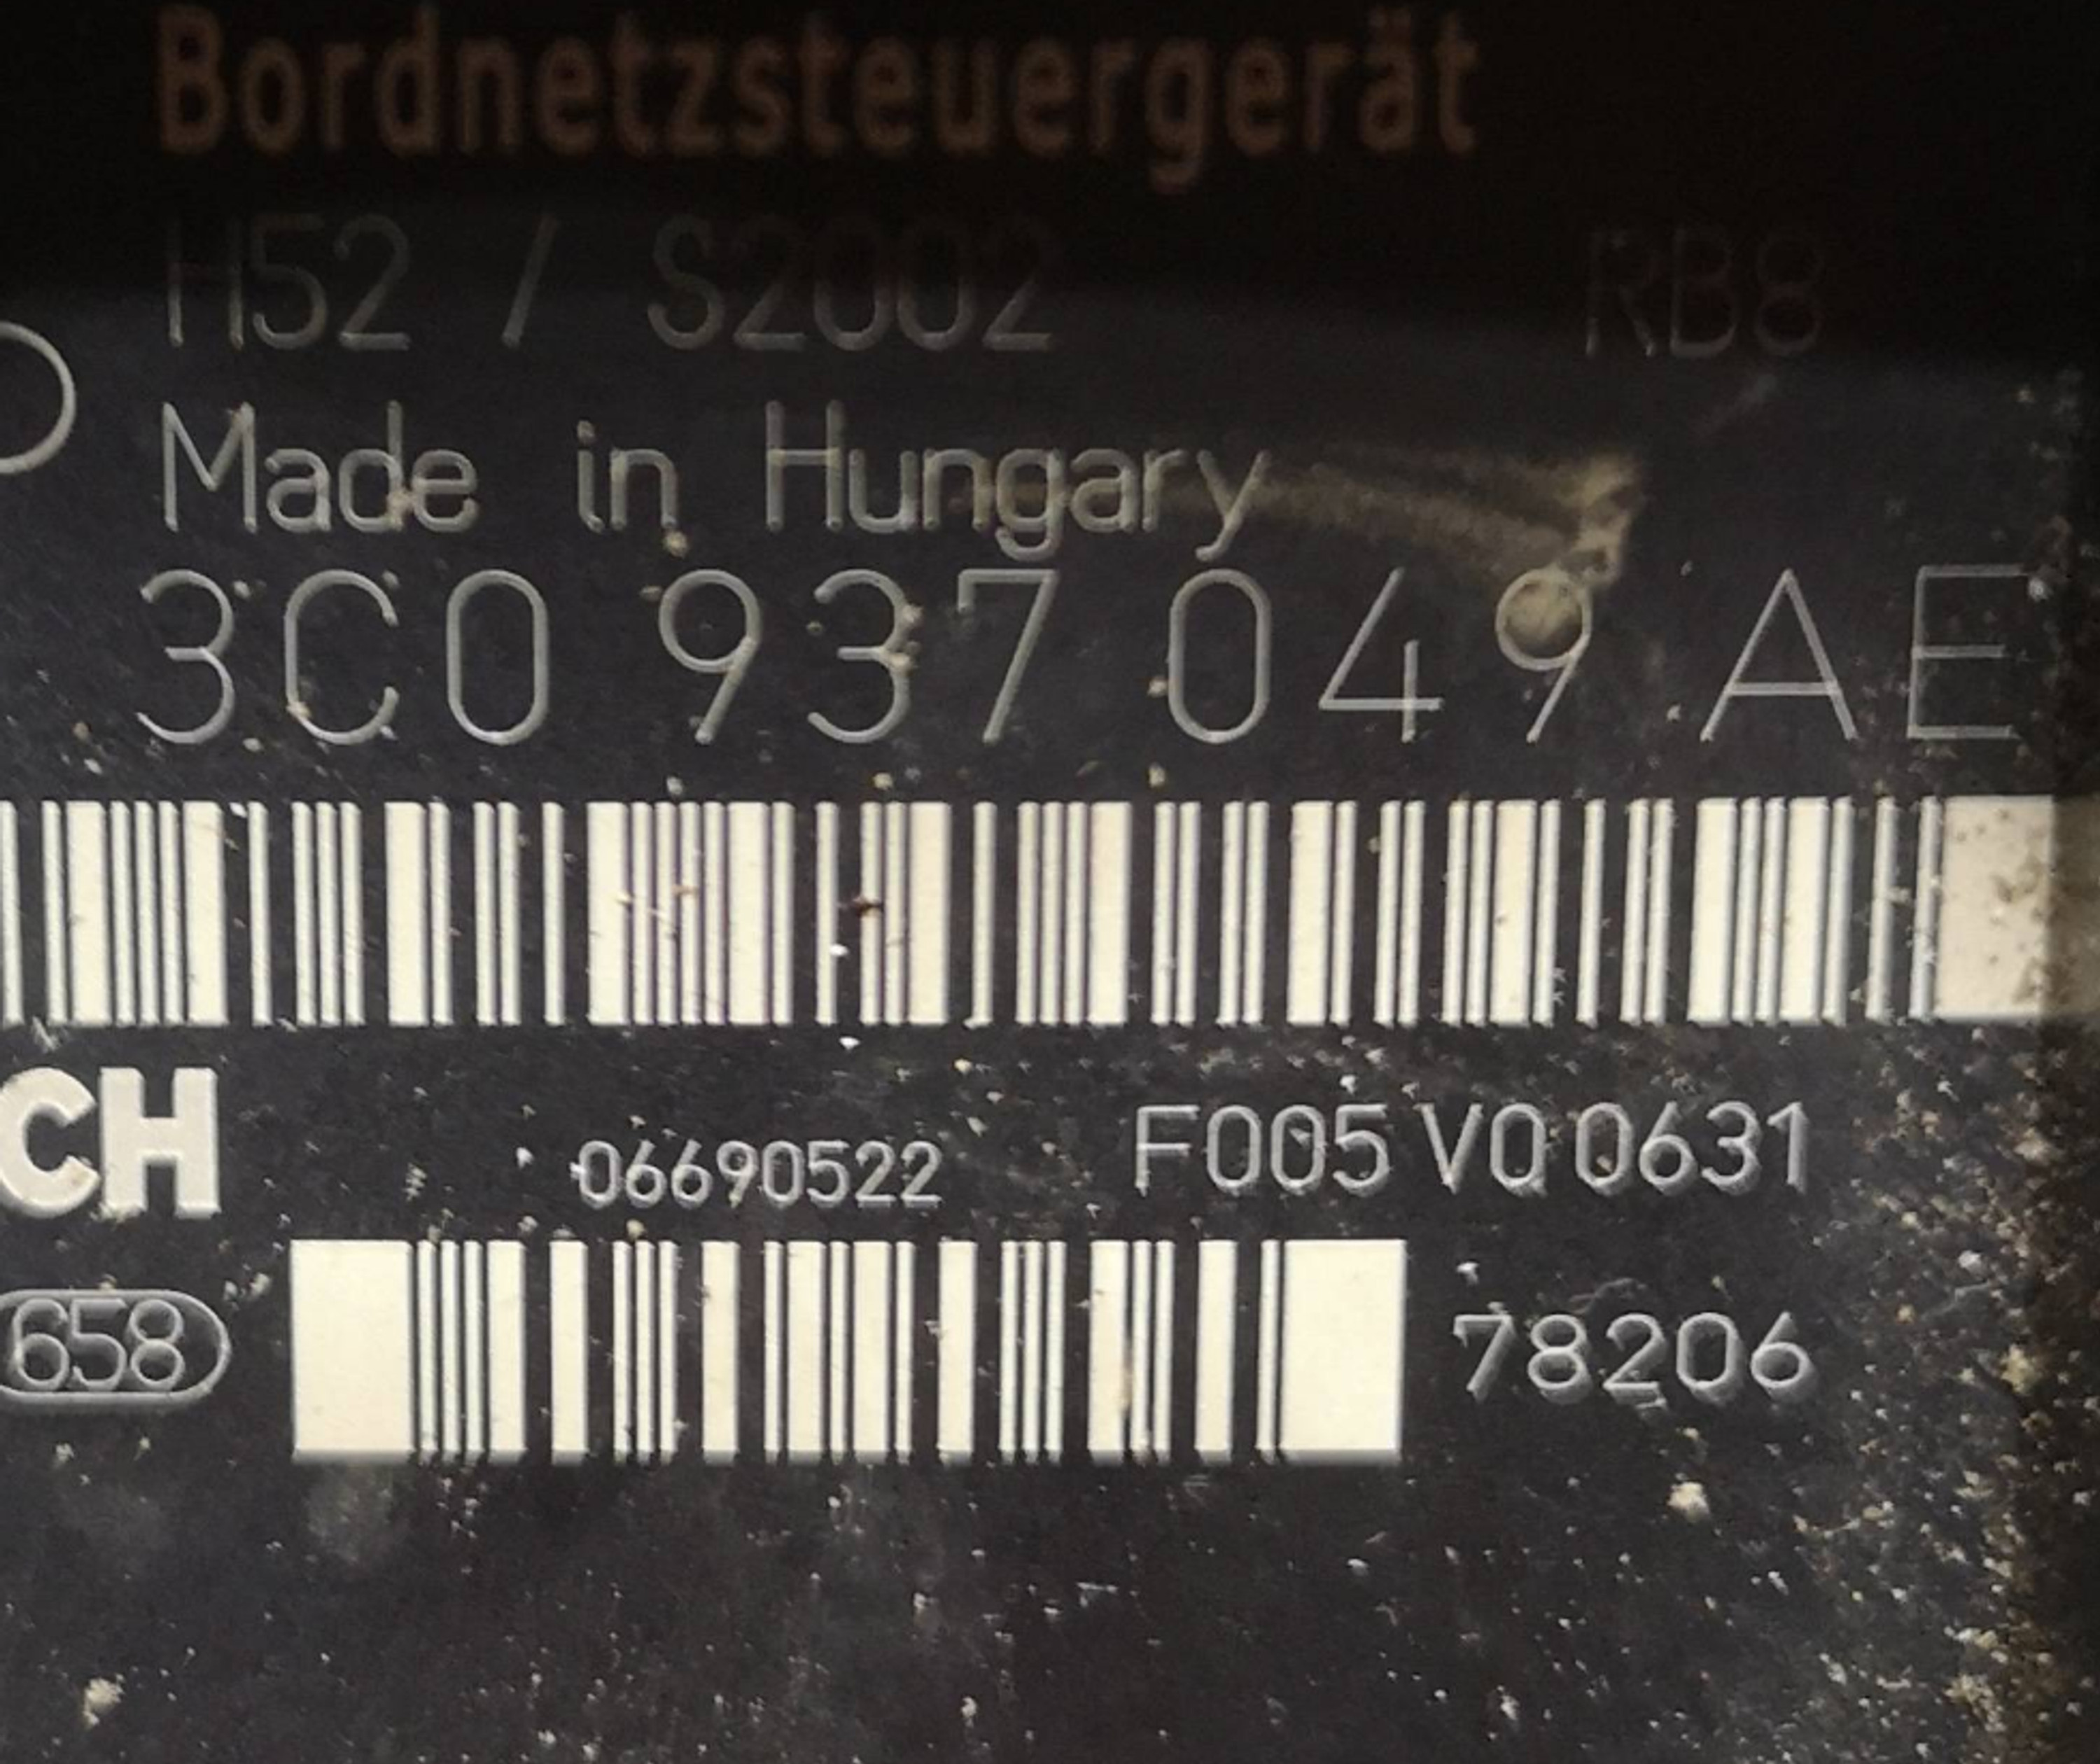 Bordnetzsteuergerät
H52 / S2002 RB8
Made in Hungary
3C0 937 049 AE
CH
06690522 F005 V0 0631
658 78206